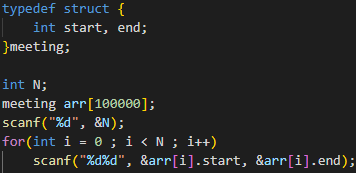 typedef struct {
    int start, end;
}meeting;

int N;
meeting arr[100000];
scanf("%d", &N);
for(int i = 0 ; i < N ; i++)
    scanf("%d%d", &arr[i].start, &arr[i].end);